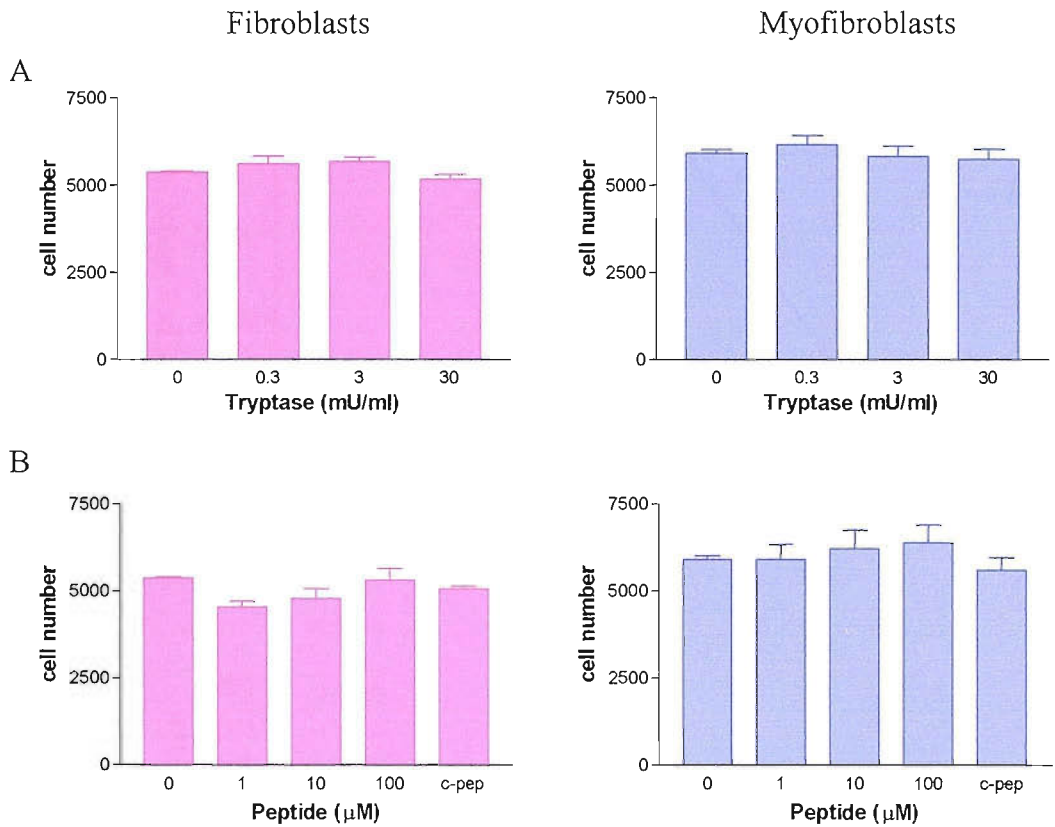 Fibroblasts
Myofibroblasts
A
7500
5000
2500
0
cell number
0 0.3 3 30
Tryptase (mU/ml)
7500
5000
2500
0
cell number
0 0.3 3 30
Tryptase (mU/ml)
B
7500
5000
2500
0
cell number
0 1 10 100 c-pep
Peptide (μM)
7500
5000
2500
0
cell number
0 1 10 100 c-pep
Peptide (μM)